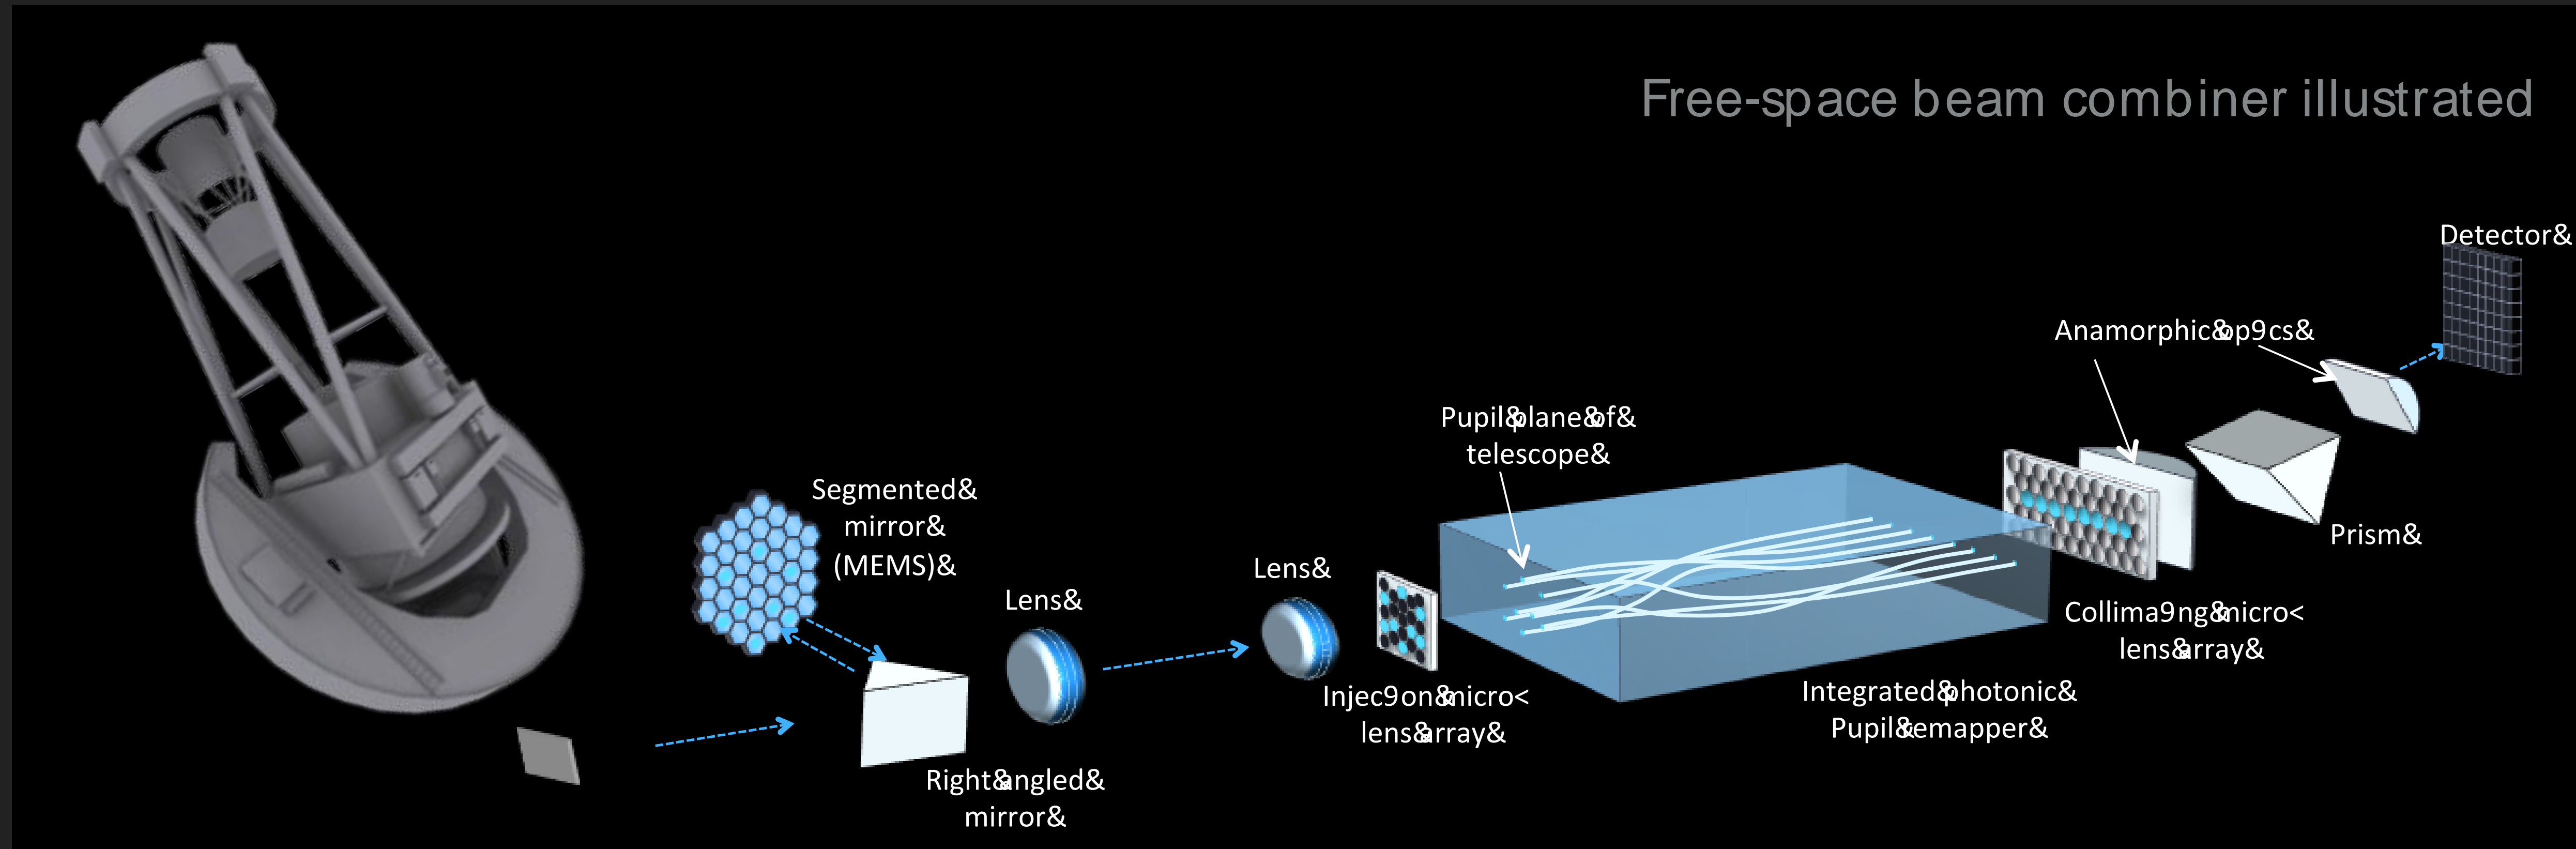 Free-space beam combiner illustrated
Detector&
Anamorphic&op9cs&
Pupil&plane&of&
telescope&
Segmented&
mirror&
(MEMS)&
Prism&
Lens&
Lens&
Collima9ng&micro<
lens&array&
Injec9on&micro<
lens&array&
Integrated&photonic&
Pupil&remapper&
Right&angled&
mirror&